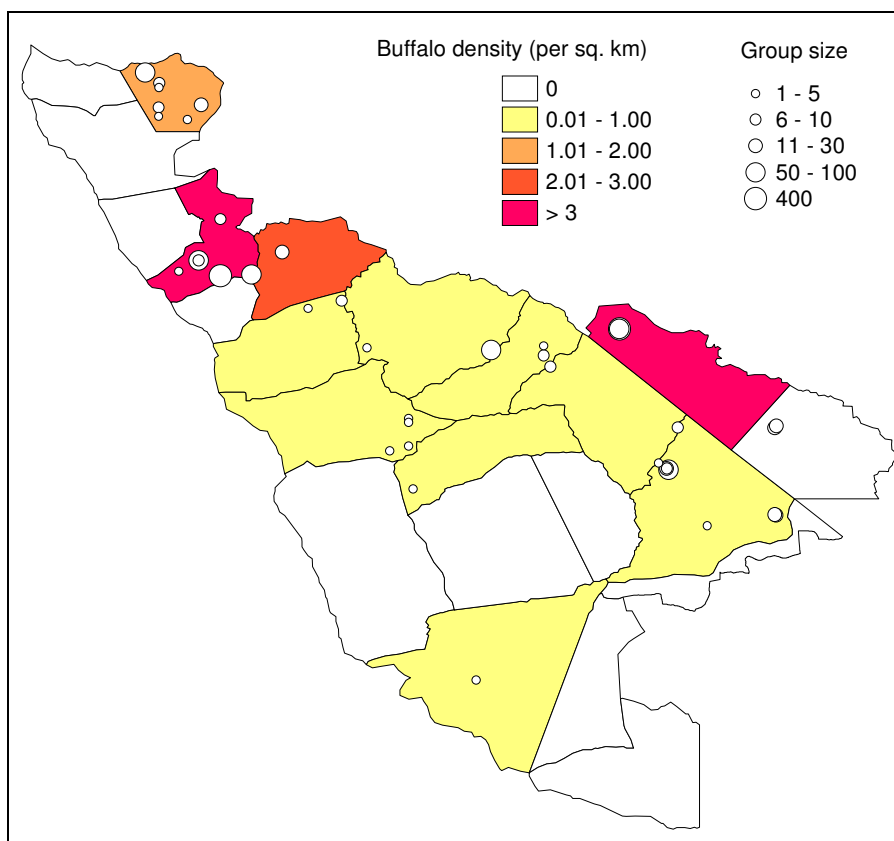 Buffalo density (per sq. km)
0
0.01 - 1.00
1.01 - 2.00
2.01 - 3.00
> 3
Group size
1 - 5
6 - 10
11 - 30
50 - 100
400